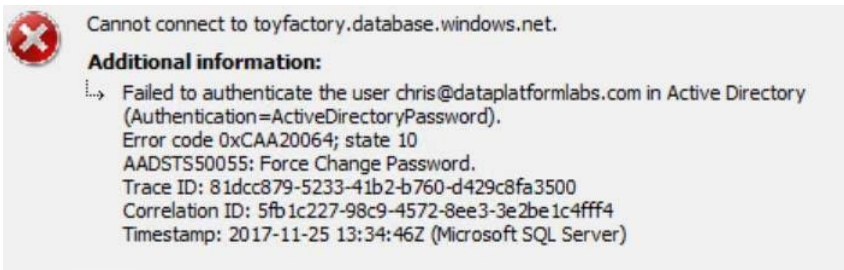 Cannot connect to toyfactory.database.windows.net.
Additional information:
Failed to authenticate the user chris@dataplatformlabs.com in Active Directory
(Authentication=ActiveDirectoryPassword).
Error code 0xCAA20064; state 10
AADSTS50055: Force Change Password.
Trace ID: 81dcc879-5233-41b2-b760-d429c8fa3500
Correlation ID: 5fb1c227-98c9-4572-8ee3-3e2be1c4fff4
Timestamp: 2017-11-25 13:34:46Z (Microsoft SQL Server)